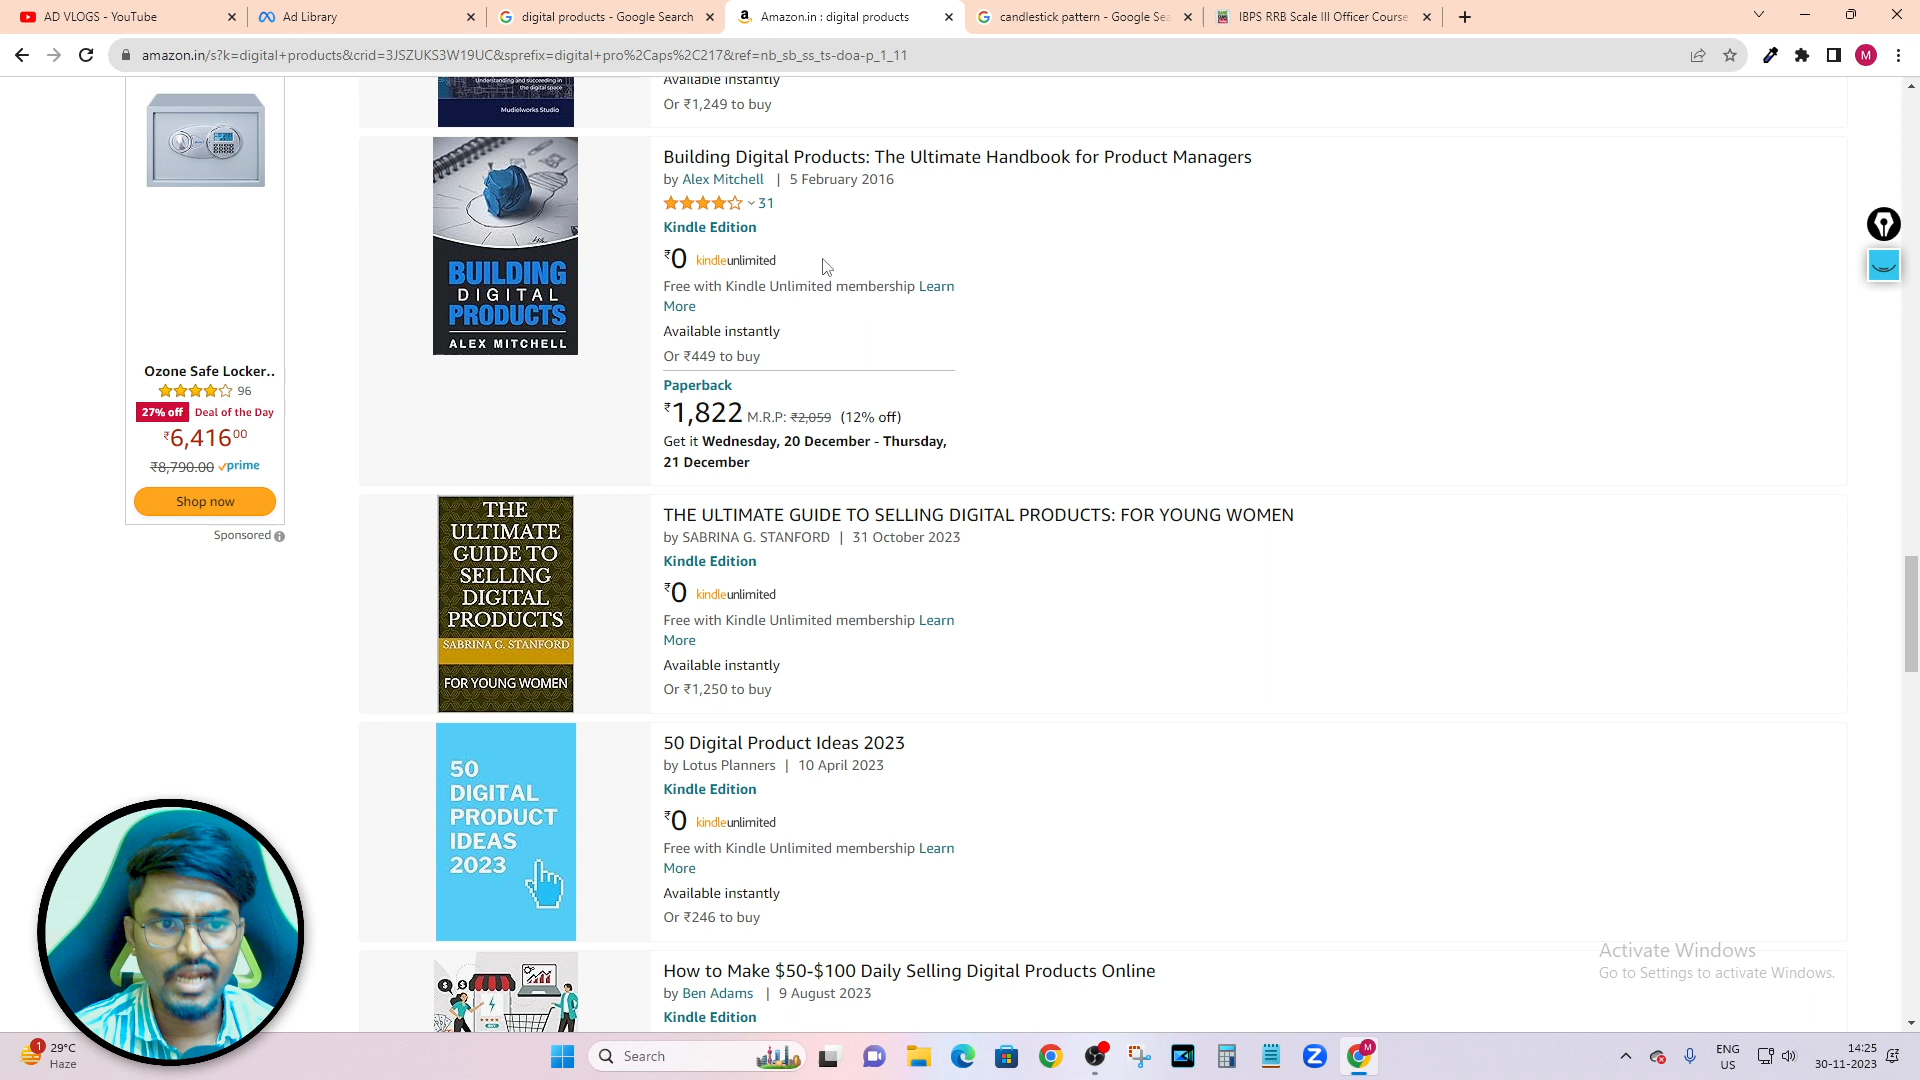 AD VLOGS - YouTube
Ad Library
digital products - Google Search
Amazon.in : digital products
candlestick pattern - Google Sea
IBPS RRB Scale III Officer Course
amazon.in/s?k=digital+products&crid=3JSZUKS3W19UC&sprefix=digital+pro%2Caps%2C217&ref=nb_sb_ss_ts-doa-p_1_11
M
Understanding and succeeding in
the digital space
Mudielworks Studio
Available instantly
Or ₹1,249 to buy
Ozone Safe Locker..
96
27% off Deal of the Day
₹6,416⁰⁰
₹8,790.00 prime
Shop now
Sponsored
BUILDING
DIGITAL
PRODUCTS
ALEX MITCHELL
Building Digital Products: The Ultimate Handbook for Product Managers
by Alex Mitchell | 5 February 2016
31
Kindle Edition
₹0 kindleunlimited
Free with Kindle Unlimited membership Learn
More
Available instantly
Or ₹449 to buy
Paperback
₹1,822 M.R.P: ₹2,059 (12% off)
Get it Wednesday, 20 December - Thursday,
21 December
THE
ULTIMATE
GUIDE TO
SELLING
DIGITAL
PRODUCTS
SABRINA G. STANFORD
FOR YOUNG WOMEN
THE ULTIMATE GUIDE TO SELLING DIGITAL PRODUCTS: FOR YOUNG WOMEN
by SABRINA G. STANFORD | 31 October 2023
Kindle Edition
₹0 kindleunlimited
Free with Kindle Unlimited membership Learn
More
Available instantly
Or ₹1,250 to buy
50
DIGITAL
PRODUCT
IDEAS
2023
50 Digital Product Ideas 2023
by Lotus Planners | 10 April 2023
Kindle Edition
₹0 kindleunlimited
Free with Kindle Unlimited membership Learn
More
Available instantly
Or ₹246 to buy
How to Make $50-$100 Daily Selling Digital Products Online
by Ben Adams | 9 August 2023
Kindle Edition
Activate Windows
Go to Settings to activate Windows.
1
29°C
Haze
Search
M
ENG
US
14:25
30-11-2023